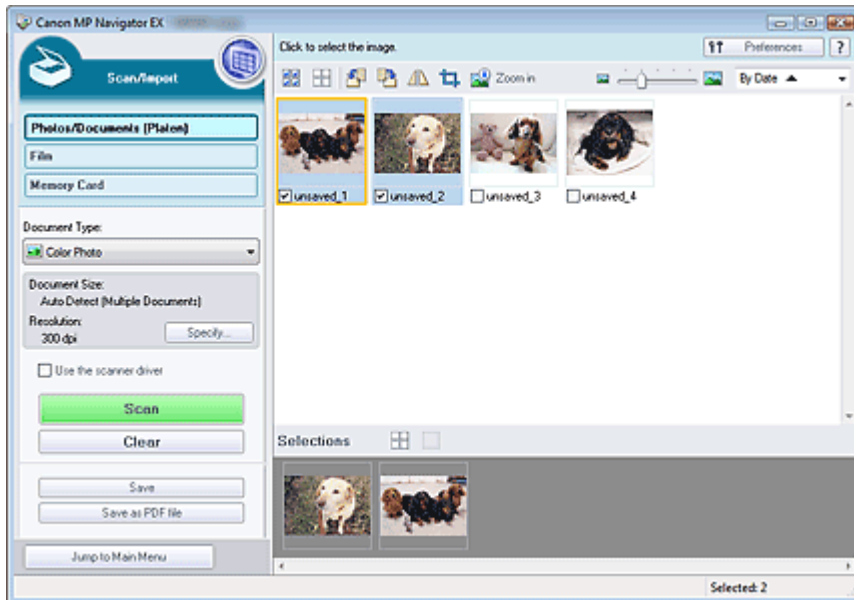 Canon MP Navigator EX
Scan/Import
Click to select the image.
Preferences
?
Zoom in
By Date
Photos/Documents (Platen)
Film
Memory Card
unsaved_1
unsaved_2
unsaved_3
unsaved_4
Document Type:
Color Photo
Document Size:
Auto Detect (Multiple Documents)
Resolution:
300 dpi
Specify...
Use the scanner driver
Scan
Clear
Selections
Save
Save as PDF file
Jump to Main Menu
Selected: 2